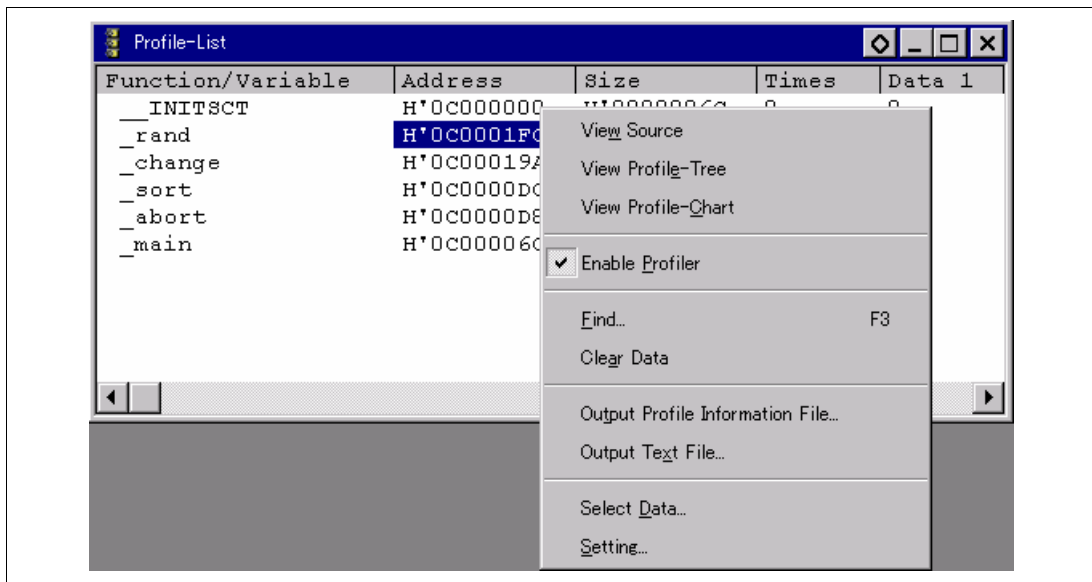 Profile-List
Function/Variable Address Size Times Data 1
__INITSCT H'0C000000
_rand H'0C0001F
_change H'0C00019
_sort H'0C0000D
_abort H'0C0000D8
_main H'0C00006
View Source
View Profile-Tree
View Profile-Chart
Enable Profiler
Find... F3
Clear Data
Output Profile Information File...
Output Text File...
Select Data...
Setting...